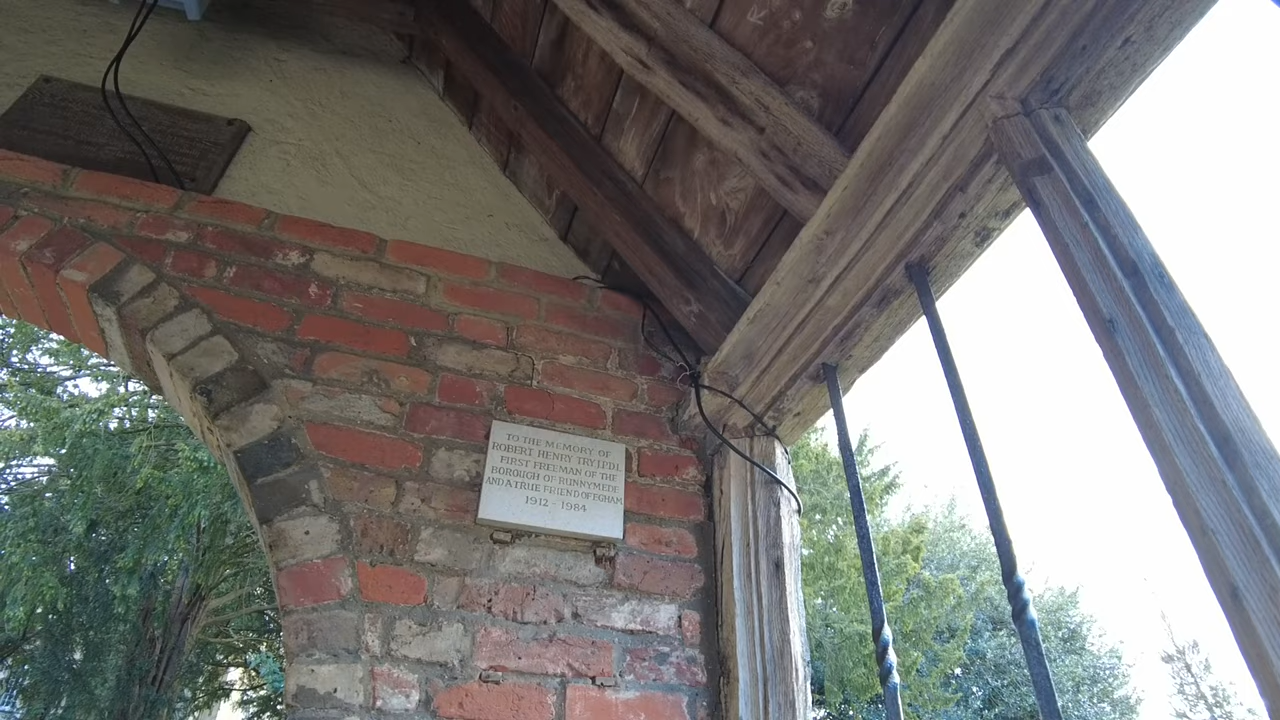 TO THE MEMORY OF
ROBERT HENRY TRY J.P.D.L
FIRST FREEMAN OF THE
BOROUGH OF RUNNYMEDE
AND A TRUE FRIEND OF EGHAM
1912 - 1984